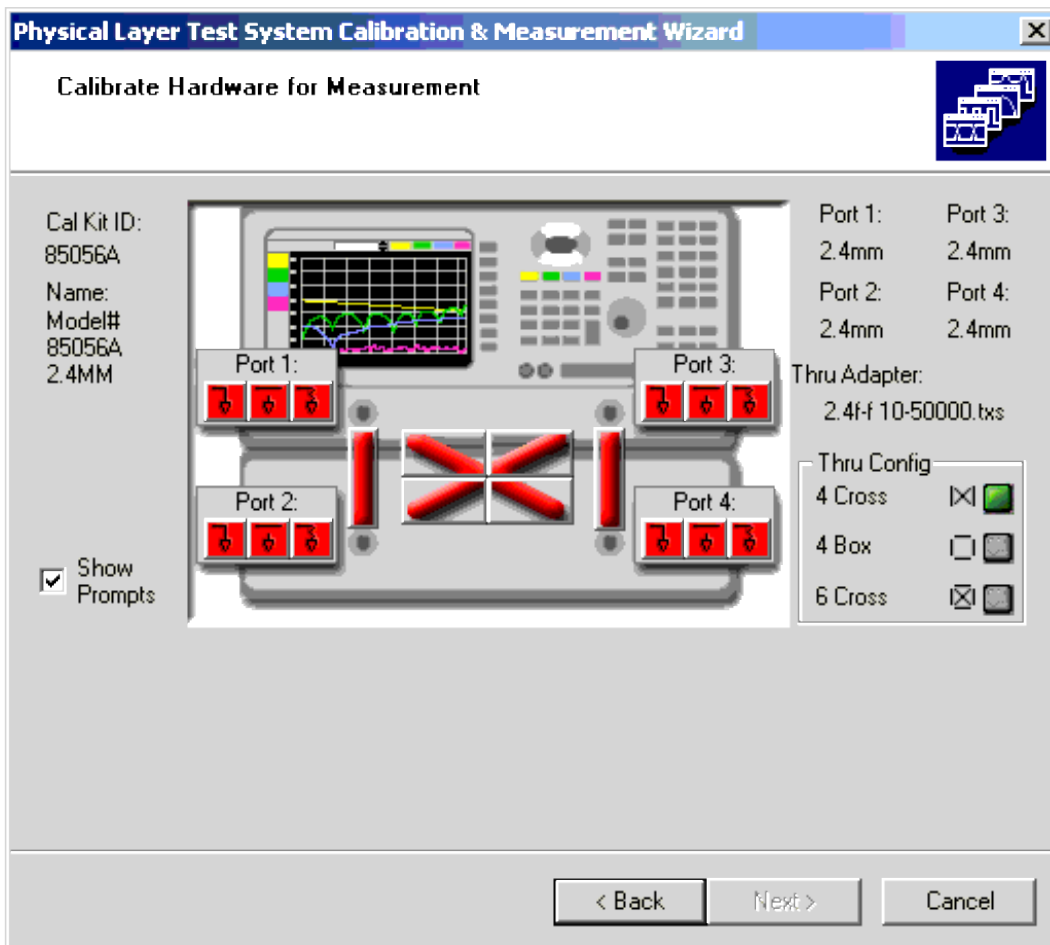 Physical Layer Test System Calibration & Measurement Wizard
Calibrate Hardware for Measurement
Cal Kit ID:
85056A
Name:
Model#
85056A
2.4MM
Show
Prompts
Port 1:
Port 3:
Port 2:
Port 4:
Port 1:
Port 3:
2.4mm
2.4mm
Port 2:
Port 4:
2.4mm
2.4mm
Thru Adapter:
2.4f-f 10-50000.txs
Thru Config
4 Cross
4 Box
6 Cross
< Back
Next >
Cancel